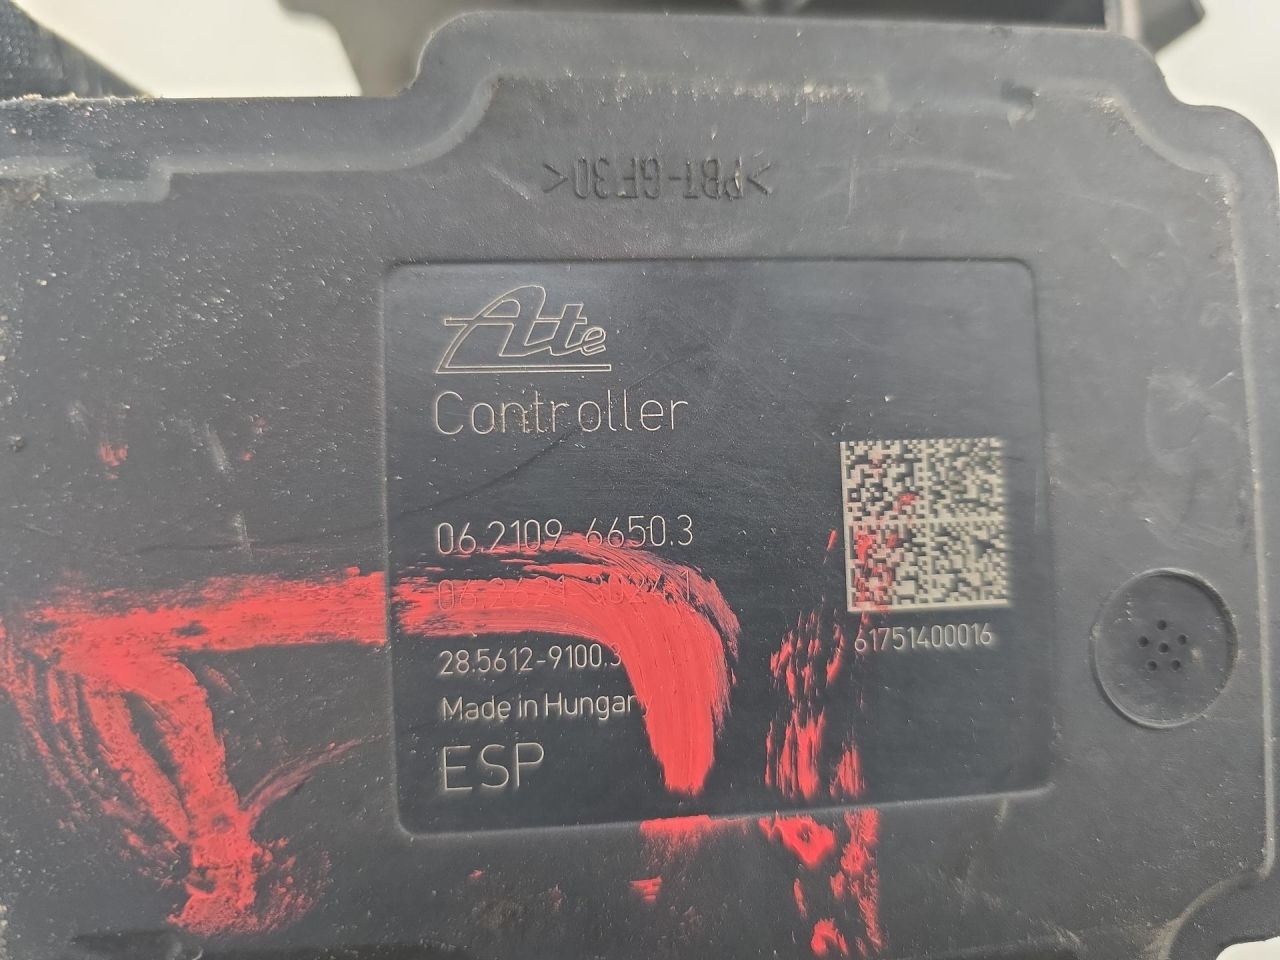 >PBT-GF30<
Ate
Controller
06.2109-6650.3
28.5612-9100.3
Made in Hungary
ESP
61751400016